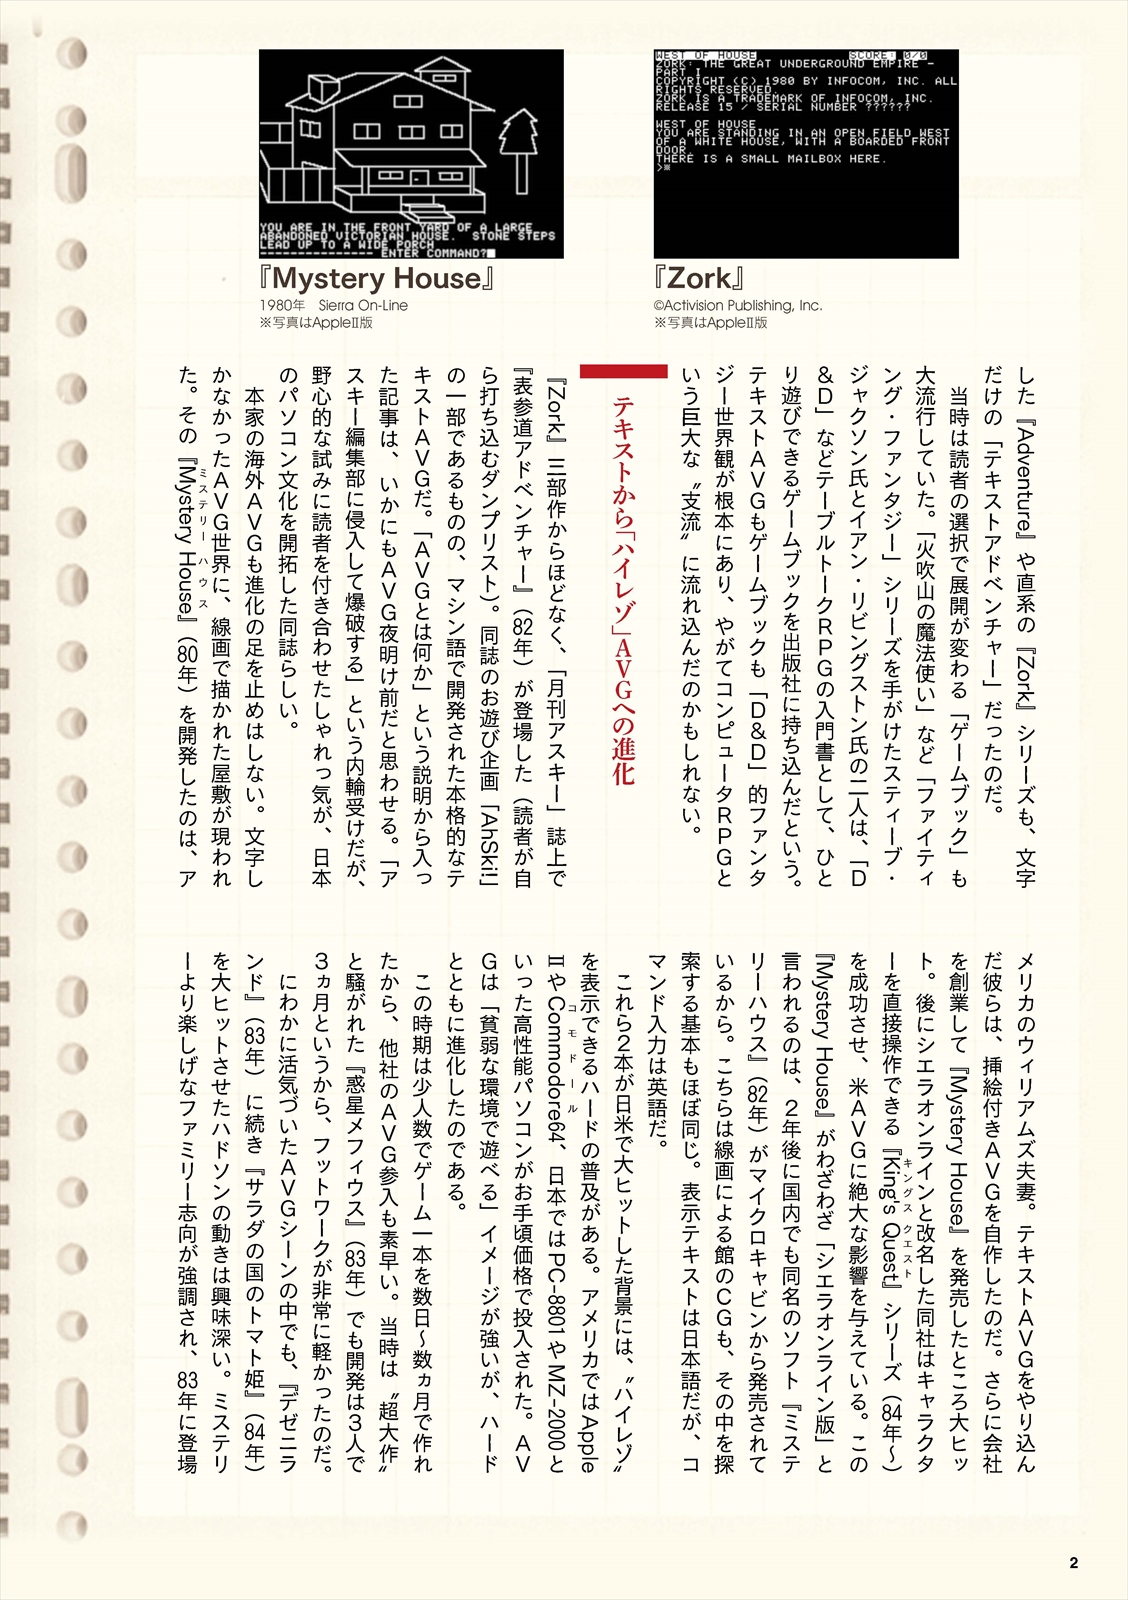 YOU ARE IN THE FRONT YARD OF A LARGE
ABANDONED VICTORIAN HOUSE. STONE STEPS
LEAD UP TO A WIDE PORCH
--------------- ENTER COMMAND?
『Mystery House』
1980年　Sierra On-Line
※写真はAppleⅡ版
WEST OF HOUSE SCORE: 0/0
ZORK: THE GREAT UNDERGROUND EMPIRE -
PART I
COPYRIGHT (C) 1980 BY INFOCOM, INC. ALL
RIGHTS RESERVED.
ZORK IS A TRADEMARK OF INFOCOM, INC.
RELEASE 15 / SERIAL NUMBER ??????
WEST OF HOUSE
YOU ARE STANDING IN AN OPEN FIELD WEST
OF A WHITE HOUSE, WITH A BOARDED FRONT
DOOR.
THERE IS A SMALL MAILBOX HERE.
>※
『Zork』
©Activision Publishing, Inc.
※写真はAppleⅡ版
した『Adventure』や直系の『Zork』シリーズも、文字
だけの「テキストアドベンチャー」だったのだ。
　当時は読者の選択で展開が変わる「ゲームブック」も
大流行していた。「火吹山の魔法使い」など「ファイティ
ング・ファンタジー」シリーズを手がけたスティーブ・
ジャクソン氏とイアン・リビングストン氏の二人は、「D
&D」などテーブルトークRPGの入門書として、ひと
り遊びできるゲームブックを出版社に持ち込んだという。
テキストAVGもゲームブックも「D&D」的ファンタ
ジー世界観が根本にあり、やがてコンピュータRPGと
いう巨大な〝支流〟に流れ込んだのかもしれない。
テキストから「ハイレゾ」AVGへの進化
『Zork』三部作からほどなく、「月刊アスキー」誌上で
『表参道アドベンチャー』（82年）が登場した（読者が自
ら打ち込むダンプリスト）。同誌のお遊び企画「AhSki!」
の一部であるものの、マシン語で開発された本格的なテ
キストAVGだ。「AVGとは何か」という説明から入っ
た記事は、いかにもAVG夜明け前だと思わせる。「ア
スキー編集部に侵入して爆破する」という内輪受けだが、
野心的な試みに読者を付き合わせたしゃれっ気が、日本
のパソコン文化を開拓した同誌らしい。
　本家の海外AVGも進化の足を止めはしない。文字し
かなかったAVG世界に、線画で描かれた屋敷が現われ
た。その『Mystery House』（80年）を開発したのは、ア
ミステリーハウス
メリカのウィリアムズ夫妻。テキストAVGをやり込ん
だ彼らは、挿絵付きAVGを自作したのだ。さらに会社
を創業して『Mystery House』を発売したところ大ヒッ
ト。後にシエラオンラインと改名した同社はキャラクタ
ーを直接操作できる『King's Quest』シリーズ（84年〜）
キングス クエスト
を成功させ、米AVGに絶大な影響を与えている。この
『Mystery House』がわざわざ「シエラオンライン版」と
言われるのは、2年後に国内でも同名のソフト『ミステ
リーハウス』（82年）がマイクロキャビンから発売されて
いるから。こちらは線画による館のCGも、その中を探
索する基本もほぼ同じ。表示テキストは日本語だが、コ
マンド入力は英語だ。
　これら2本が日米で大ヒットした背景には、〝ハイレゾ〟
を表示できるハードの普及がある。アメリカではApple
ⅡやCommodore64、日本ではPC-8801やMZ-2000と
コモドール
いった高性能パソコンがお手頃価格で投入された。AV
Gは「貧弱な環境で遊べる」イメージが強いが、ハード
とともに進化したのである。
　この時期は少人数でゲーム一本を数日〜数ヵ月で作れ
たから、他社のAVG参入も素早い。当時は〝超大作〟
と騒がれた『惑星メフィウス』（83年）でも開発は3人で
3ヵ月というから、フットワークが非常に軽かったのだ。
　にわかに活気づいたAVGシーンの中でも、『デゼニラ
ンド』（83年）に続き『サラダの国のトマト姫』（84年）
を大ヒットさせたハドソンの動きは興味深い。ミステリ
ーより楽しげなファミリー志向が強調され、83年に登場
2